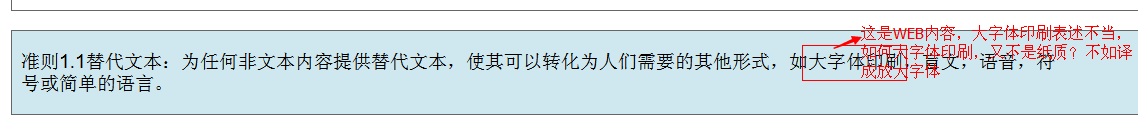 这是WEB内容，大字体印刷表述不当，
如何大字体印刷，又不是纸质？不如译
成放大字体
准则1.1替代文本：为任何非文本内容提供替代文本，使其可以转化为人们需要的其他形式，如大字体印刷，盲文，语音，符
号或简单的语言。